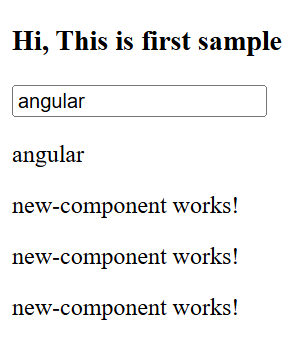 Hi, This is first sample
angular
angular
new-component works!
new-component works!
new-component works!